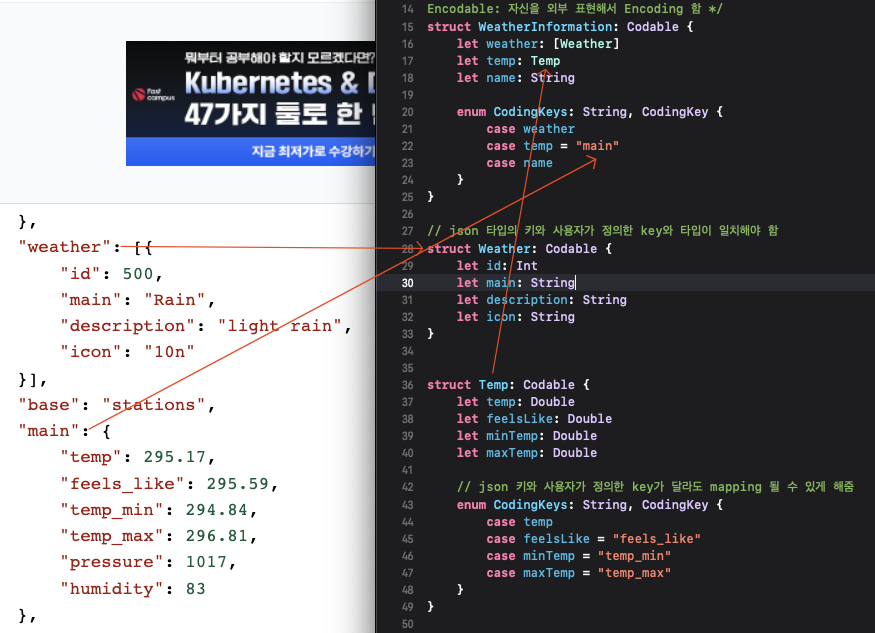 뭐부터 공부해야 할지 모르겠다면?
Fast campus
Kubernetes &
47가지 툴로 한
지금 최저가로 수강하기
},
"weather": [{
"id": 500,
"main": "Rain",
"description": "light rain",
"icon": "10n"
}],
"base": "stations",
"main": {
"temp": 295.17,
"feels_like": 295.59,
"temp_min": 294.84,
"temp_max": 296.81,
"pressure": 1017,
"humidity": 83
},
14 Encodable: 자신을 외부 표현해서 Encoding 함 */
15 struct WeatherInformation: Codable {
16 let weather: [Weather]
17 let temp: Temp
18 let name: String
19
20 enum CodingKeys: String, CodingKey {
21 case weather
22 case temp = "main"
23 case name
24 }
25 }
26
27 // json 타입의 키와 사용자가 정의한 key와 타입이 일치해야 함
28 struct Weather: Codable {
29 let id: Int
30 let main: String
31 let description: String
32 let icon: String
33 }
34
35
36 struct Temp: Codable {
37 let temp: Double
38 let feelsLike: Double
39 let minTemp: Double
40 let maxTemp: Double
41
42 // json 키와 사용자가 정의한 key가 달라도 mapping 될 수 있게 해줌
43 enum CodingKeys: String, CodingKey {
44 case temp
45 case feelsLike = "feels_like"
46 case minTemp = "temp_min"
47 case maxTemp = "temp_max"
48 }
49 }
50